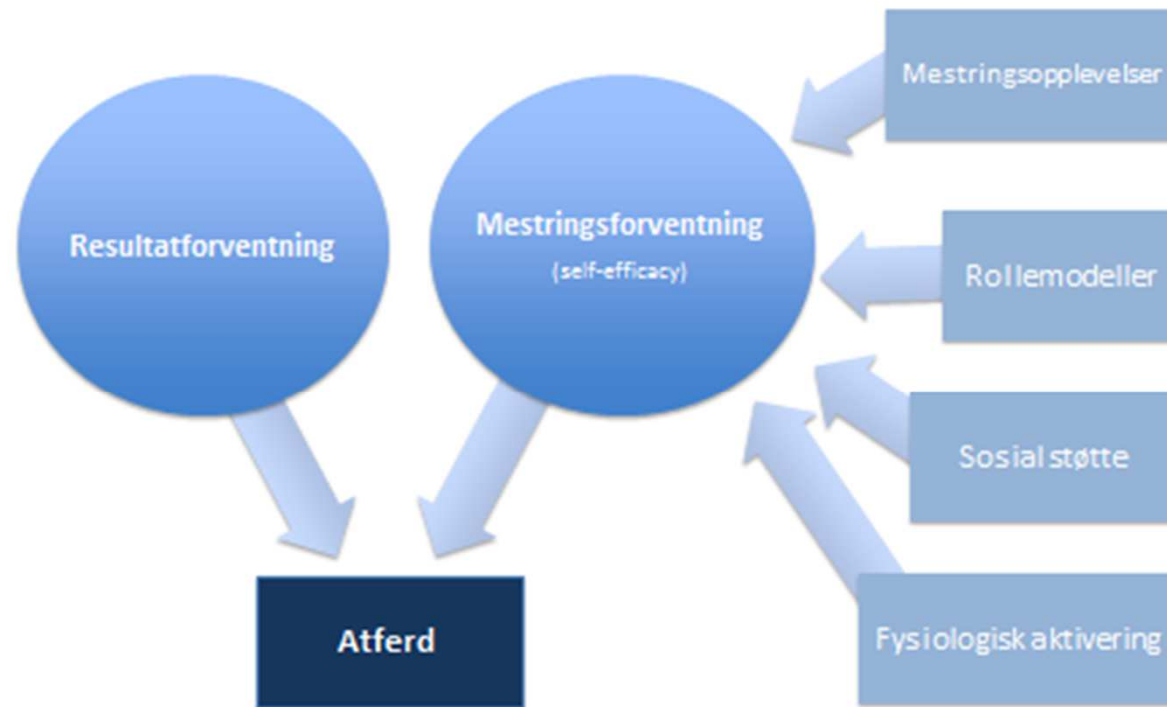 Mestringsopplevelser
Resultatforventning
Mestringsforventning
(self-efficacy)
Rollemodeller
Sosial støtte
Atferd
Fysiologisk aktivering